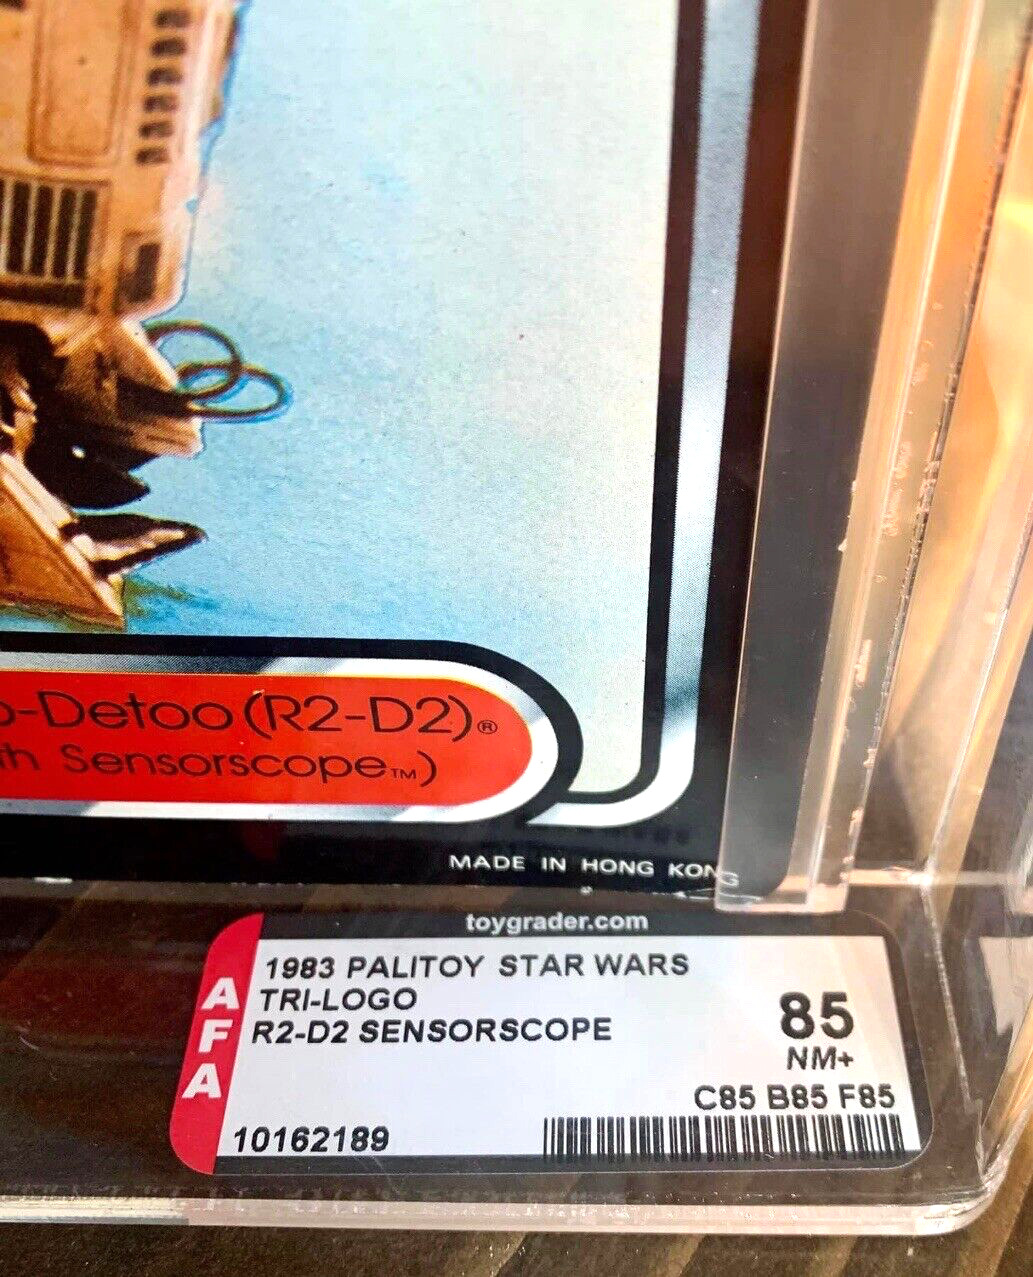 -Detoo (R2-D2)®
Sensorscope™)
MADE IN HONG KONG
toygrader.com
AFA
1983 PALITOY STAR WARS
TRI-LOGO
R2-D2 SENSORSCOPE
85
NM+
C85 B85 F85
10162189